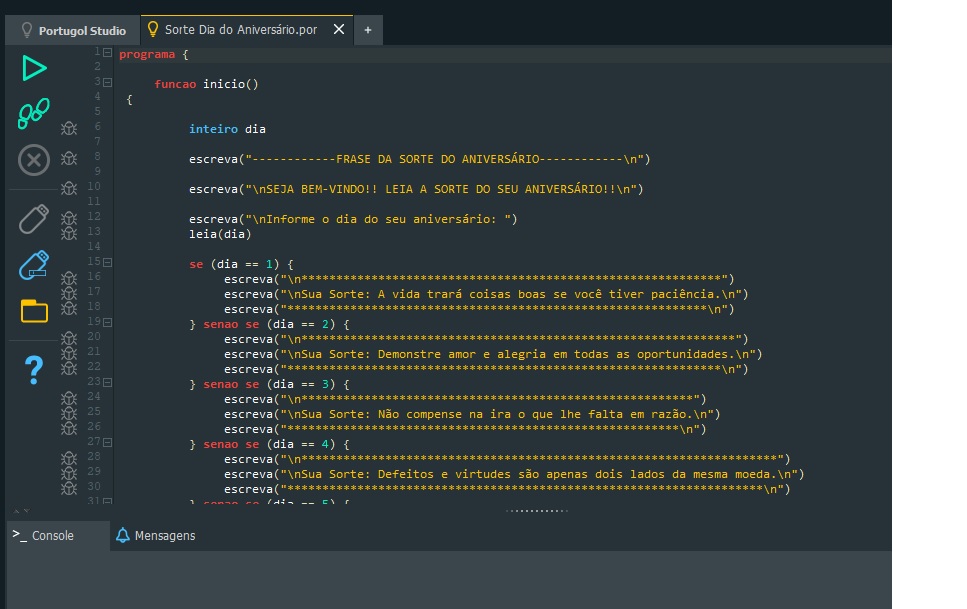 Portugol Studio
Sorte Dia do Aniversário.por
+
1 programa {
2
3 funcao inicio()
4 {
5
6 inteiro dia
7
8 escreva("------------FRASE DA SORTE DO ANIVERSÁRIO------------\n")
9
10 escreva("\nSEJA BEM-VINDO!! LEIA A SORTE DO SEU ANIVERSÁRIO!!\n")
11
12 escreva("\nInforme o dia do seu aniversário: ")
13 leia(dia)
14
15 se (dia == 1) {
16 escreva("\n************************************************************")
17 escreva("\nSua Sorte: A vida trará coisas boas se você tiver paciência.\n")
18 escreva("************************************************************\n")
19 } senao se (dia == 2) {
20 escreva("\n**************************************************************")
21 escreva("\nSua Sorte: Demonstre amor e alegria em todas as oportunidades.\n")
22 escreva("**************************************************************\n")
23 } senao se (dia == 3) {
24 escreva("\n********************************************************")
25 escreva("\nSua Sorte: Não compense na ira o que lhe falta em razão.\n")
26 escreva("********************************************************\n")
27 } senao se (dia == 4) {
28 escreva("\n********************************************************************")
29 escreva("\nSua Sorte: Defeitos e virtudes são apenas dois lados da mesma moeda.\n")
30 escreva("********************************************************************\n")
31 } senao se (dia == 5) {
>_ Console
Mensagens